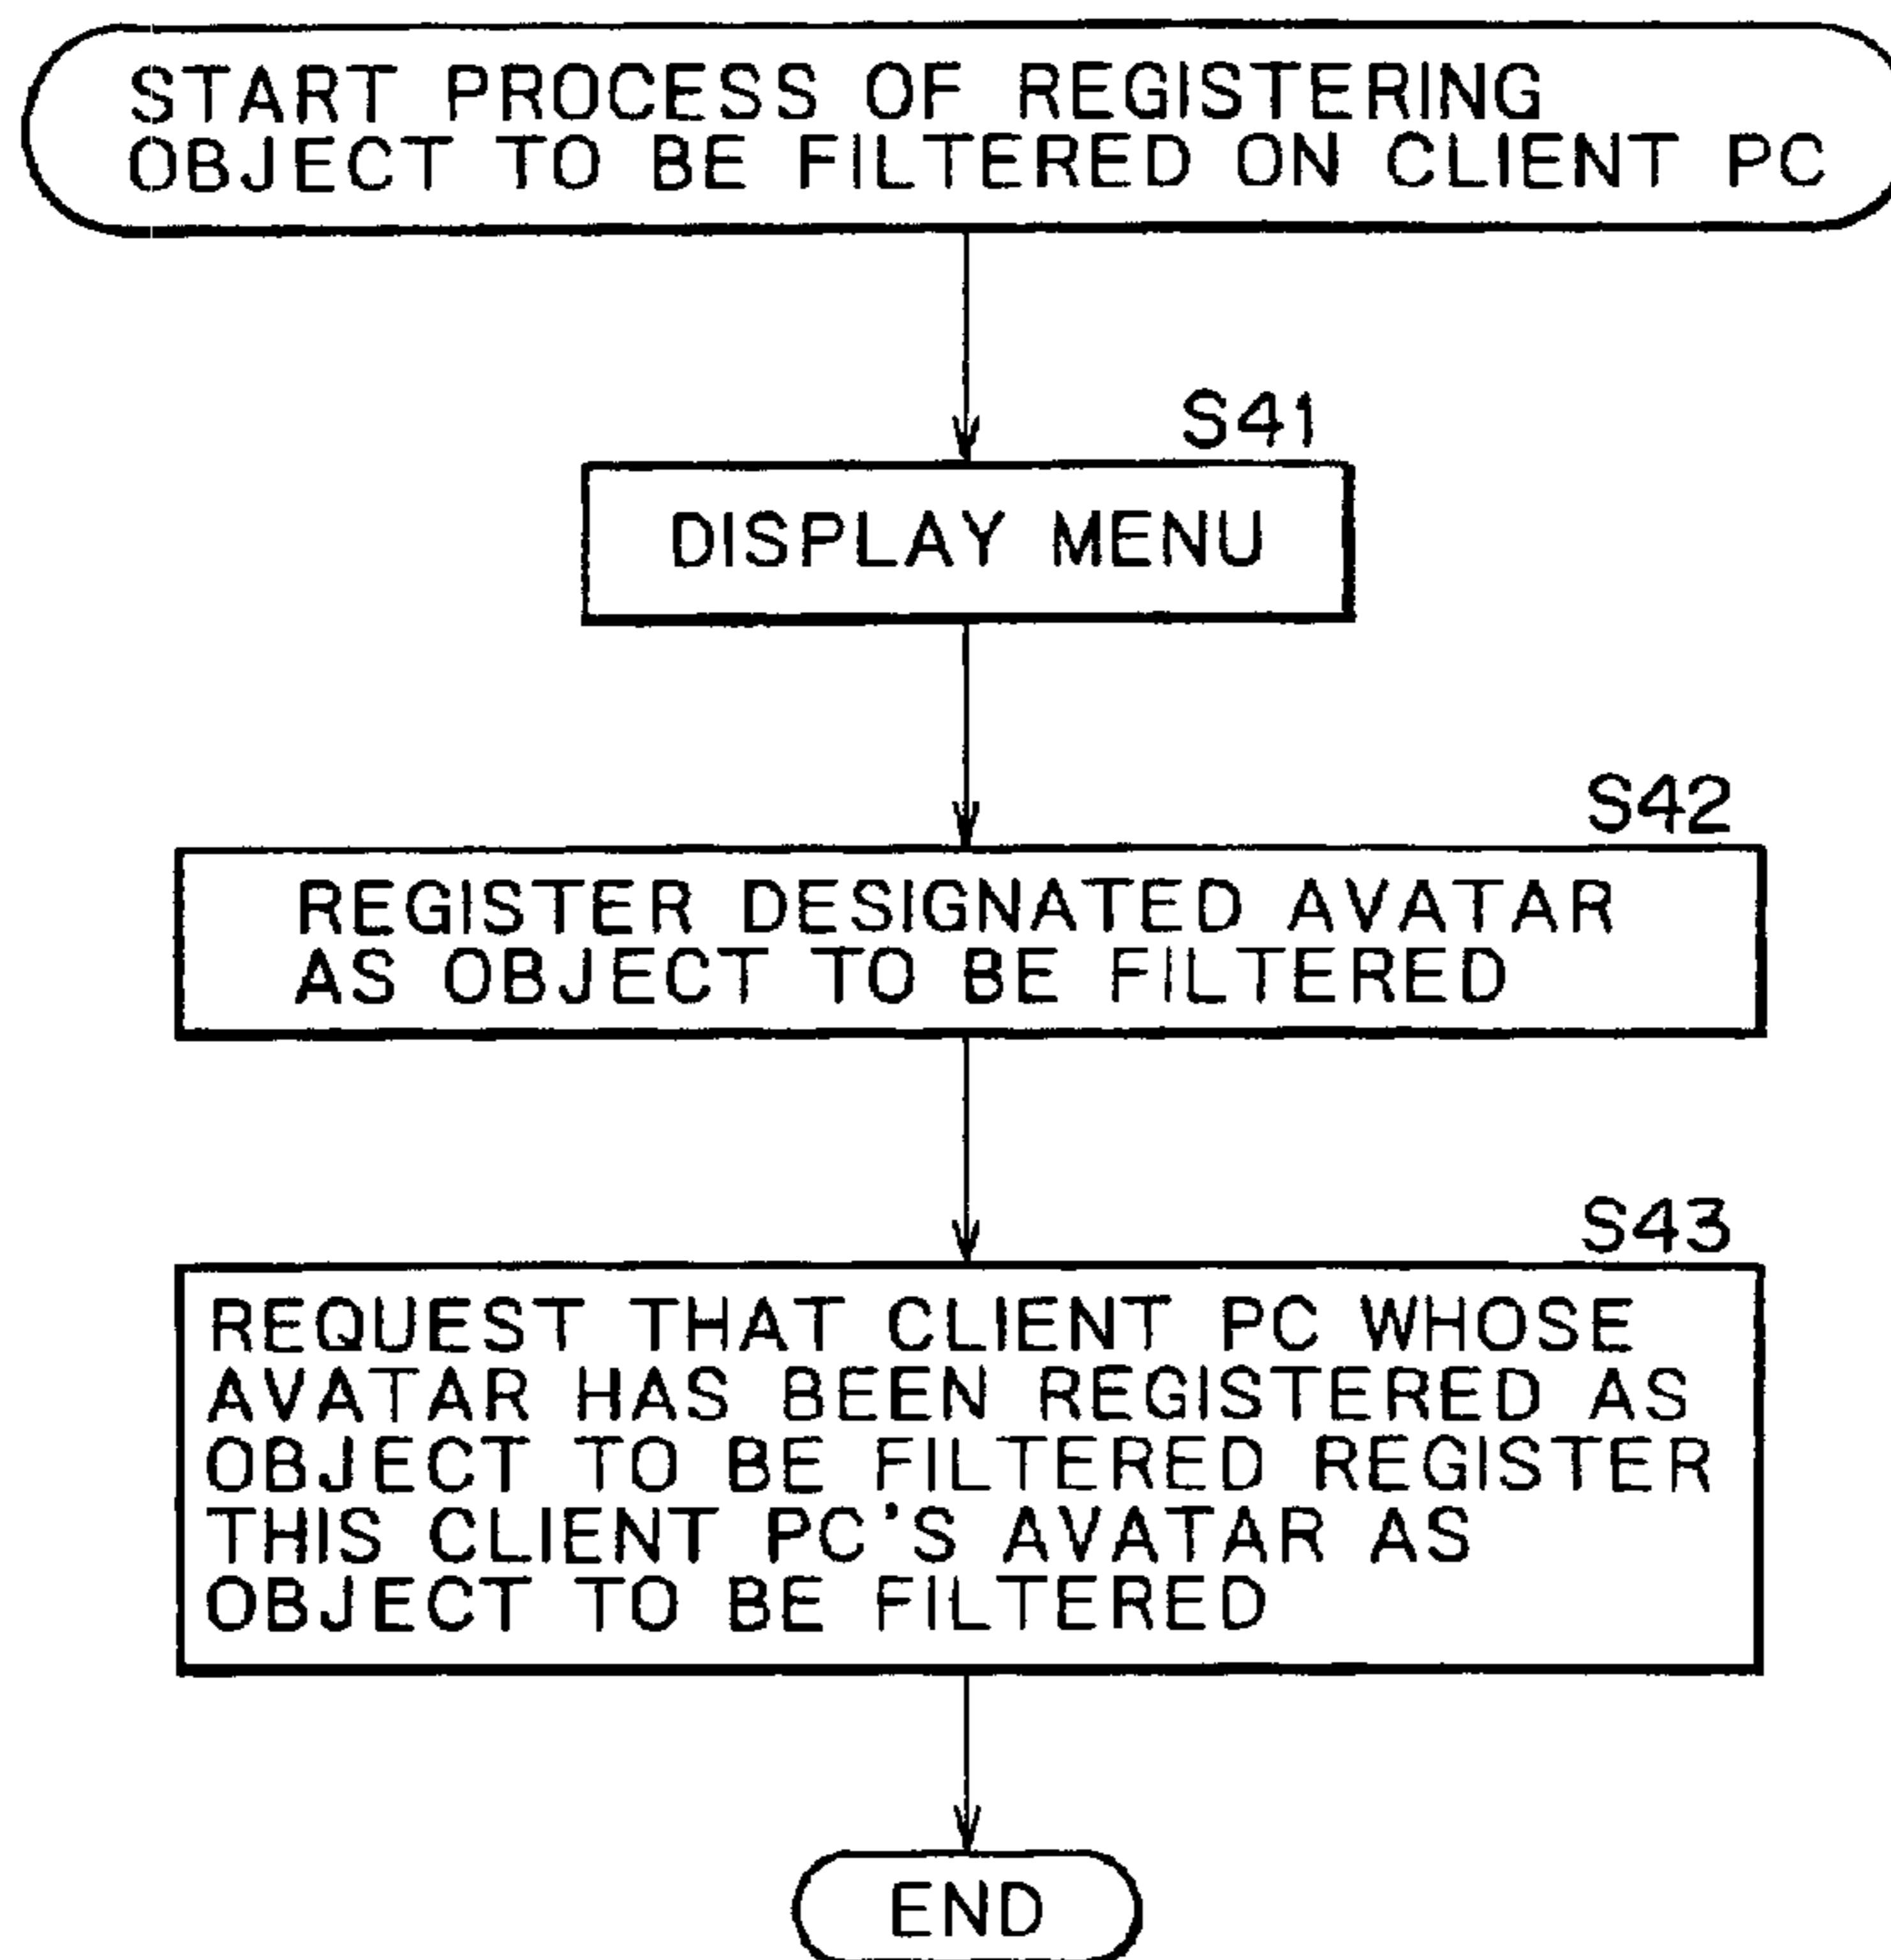 START PROCESS OF REGISTERING
OBJECT TO BE FILTERED ON CLIENT PC
S41
DISPLAY MENU
S42
REGISTER DESIGNATED AVATAR
AS OBJECT TO BE FILTERED
S43
REQUEST THAT CLIENT PC WHOSE
AVATAR HAS BEEN REGISTERED AS
OBJECT TO BE FILTERED REGISTER
THIS CLIENT PC'S AVATAR AS
OBJECT TO BE FILTERED
END